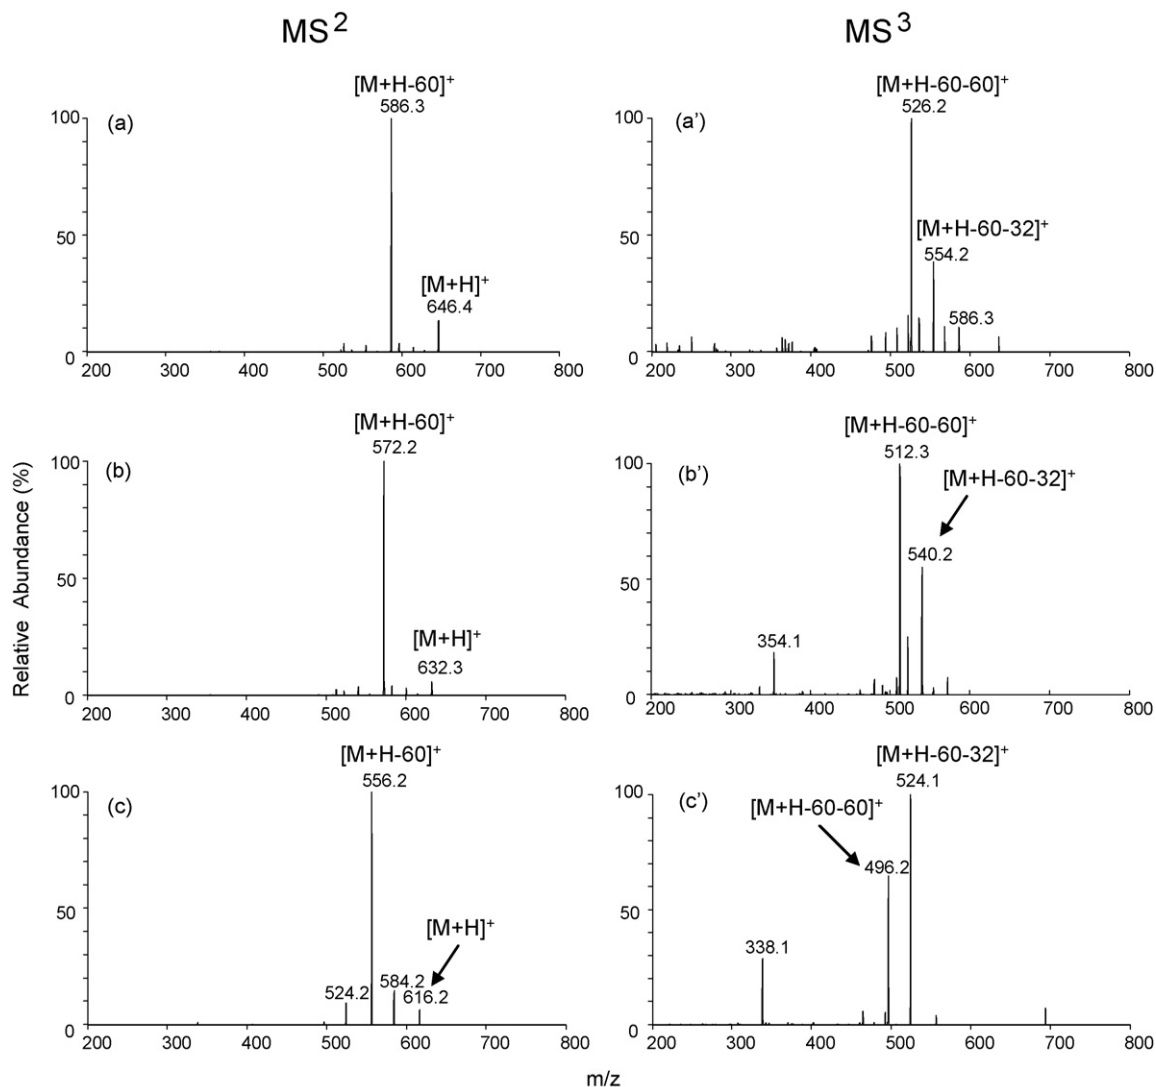 MS2
MS3
[M+H-60]+
586.3
(a)
[M+H]+
646.4
100
50
0
200 300 400 500 600 700 800
[M+H-60-60]+
526.2
(a')
[M+H-60-32]+
554.2
586.3
100
50
0
200 300 400 500 600 700 800
[M+H-60]+
572.2
(b)
[M+H]+
632.3
100
50
0
200 300 400 500 600 700 800
[M+H-60-60]+
512.3
(b')
[M+H-60-32]+
540.2
354.1
100
50
0
200 300 400 500 600 700 800
Relative Abundance (%)
[M+H-60]+
556.2
(c)
[M+H]+
524.2
584.2
616.2
100
50
0
200 300 400 500 600 700 800
[M+H-60-32]+
524.1
(c')
[M+H-60-60]+
496.2
338.1
100
50
0
200 300 400 500 600 700 800
m/z